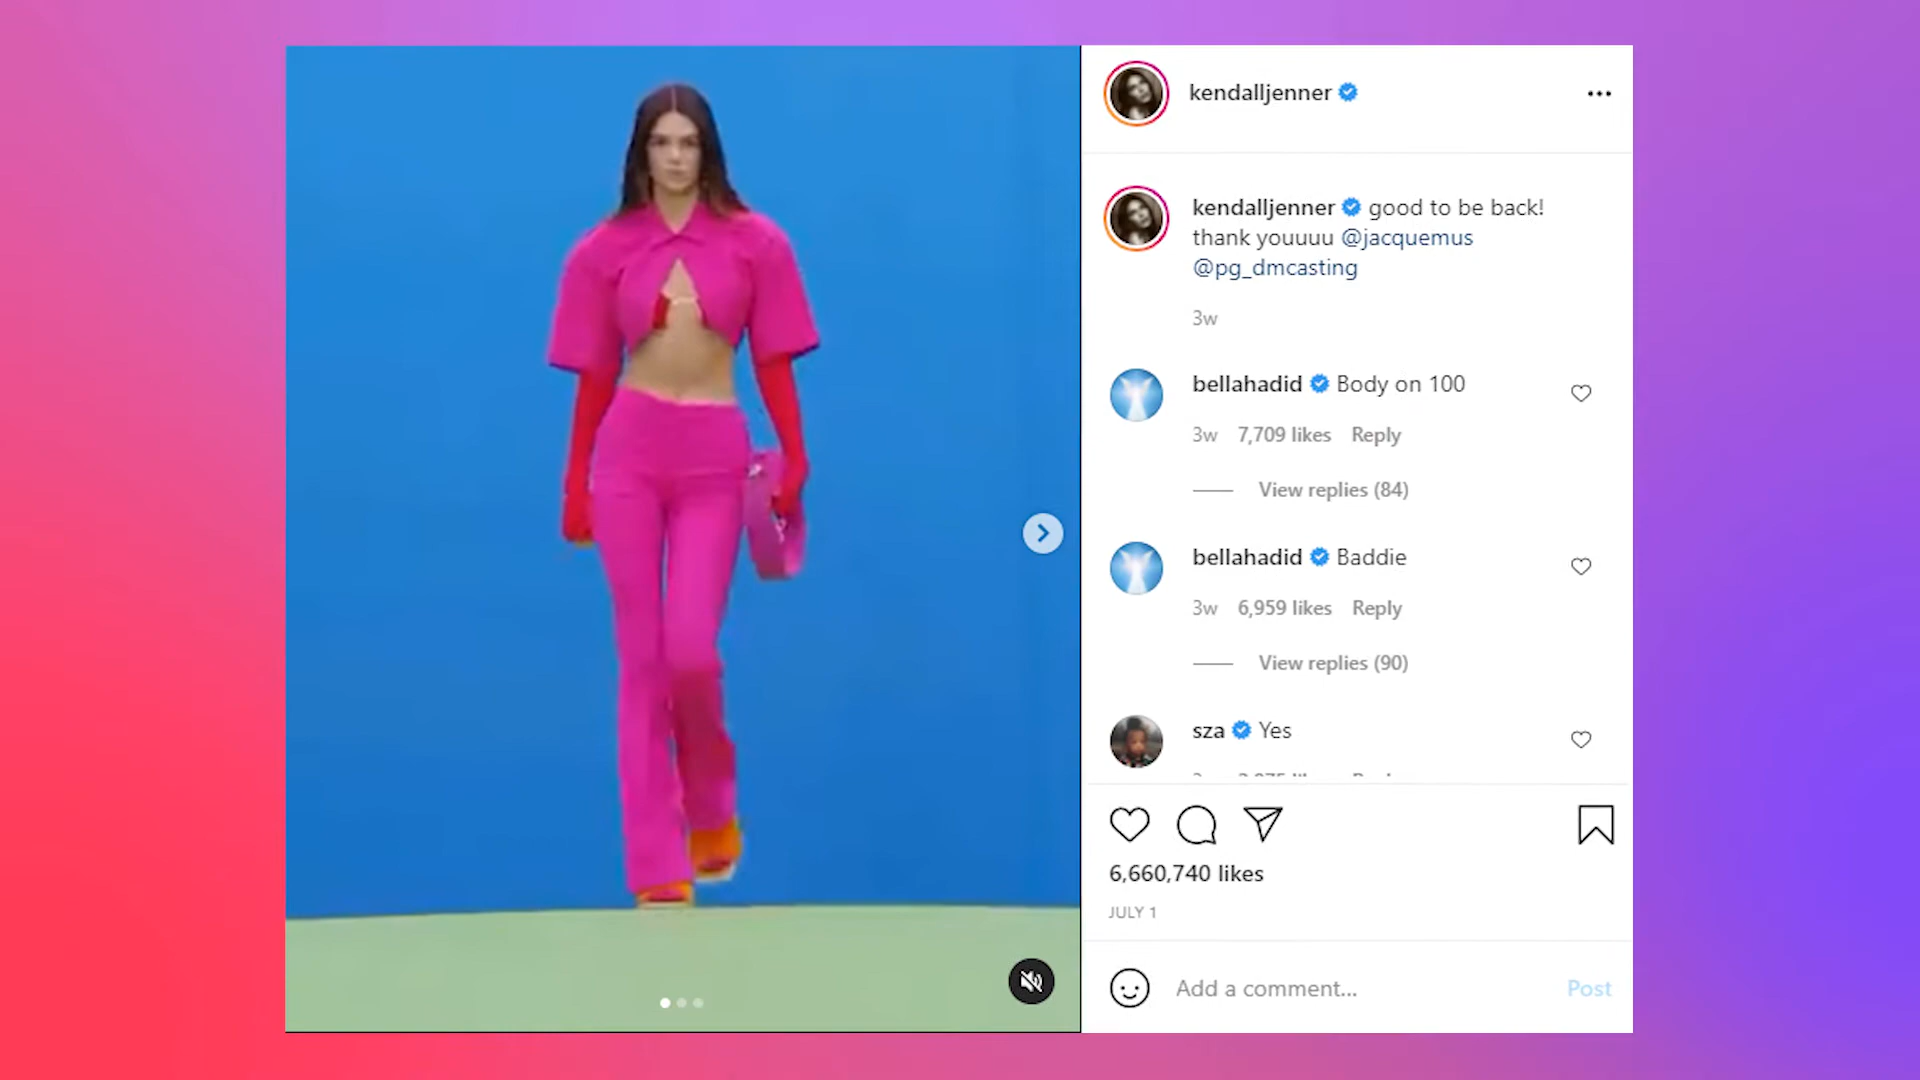 kendalljenner
kendalljenner good to be back!
thank youuuu @jacquemus
@pg_dmcasting
3w
bellahadid Body on 100
3w 7,709 likes Reply
View replies (84)
bellahadid Baddie
3w 6,959 likes Reply
View replies (90)
sza Yes
6,660,740 likes
JULY 1
Add a comment... Post